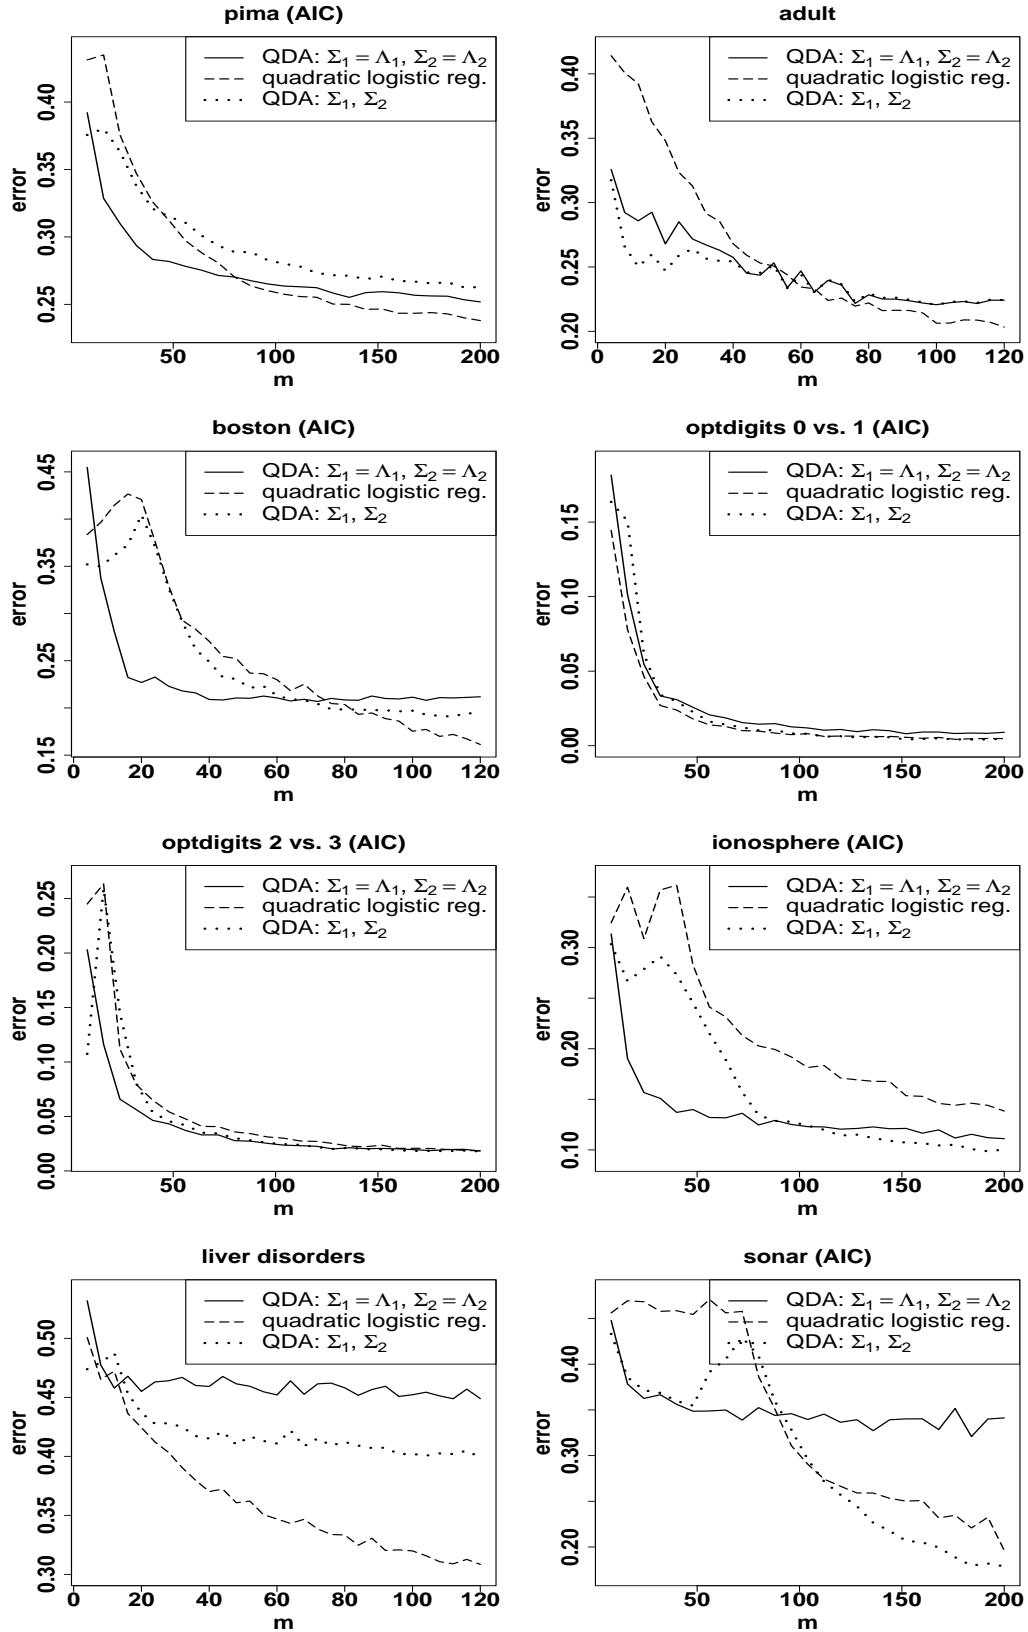 pima (AIC)
QDA: Σ₁ = Λ₁, Σ₂ = Λ₂
quadratic logistic reg.
QDA: Σ₁, Σ₂
error
0.25 0.30 0.35 0.40
50 100 150 200
m
adult
QDA: Σ₁ = Λ₁, Σ₂ = Λ₂
quadratic logistic reg.
QDA: Σ₁, Σ₂
error
0.20 0.25 0.30 0.35 0.40
0 20 40 60 80 100 120
m
boston (AIC)
QDA: Σ₁ = Λ₁, Σ₂ = Λ₂
quadratic logistic reg.
QDA: Σ₁, Σ₂
error
0.15 0.25 0.35 0.45
0 20 40 60 80 100 120
m
optdigits 0 vs. 1 (AIC)
QDA: Σ₁ = Λ₁, Σ₂ = Λ₂
quadratic logistic reg.
QDA: Σ₁, Σ₂
error
0.00 0.05 0.10 0.15
50 100 150 200
m
optdigits 2 vs. 3 (AIC)
QDA: Σ₁ = Λ₁, Σ₂ = Λ₂
quadratic logistic reg.
QDA: Σ₁, Σ₂
error
0.00 0.05 0.10 0.15 0.20 0.25
50 100 150 200
m
ionosphere (AIC)
QDA: Σ₁ = Λ₁, Σ₂ = Λ₂
quadratic logistic reg.
QDA: Σ₁, Σ₂
error
0.10 0.20 0.30
50 100 150 200
m
liver disorders
QDA: Σ₁ = Λ₁, Σ₂ = Λ₂
quadratic logistic reg.
QDA: Σ₁, Σ₂
error
0.30 0.35 0.40 0.45 0.50
0 20 40 60 80 100 120
m
sonar (AIC)
QDA: Σ₁ = Λ₁, Σ₂ = Λ₂
quadratic logistic reg.
QDA: Σ₁, Σ₂
error
0.20 0.30 0.40
50 100 150 200
m